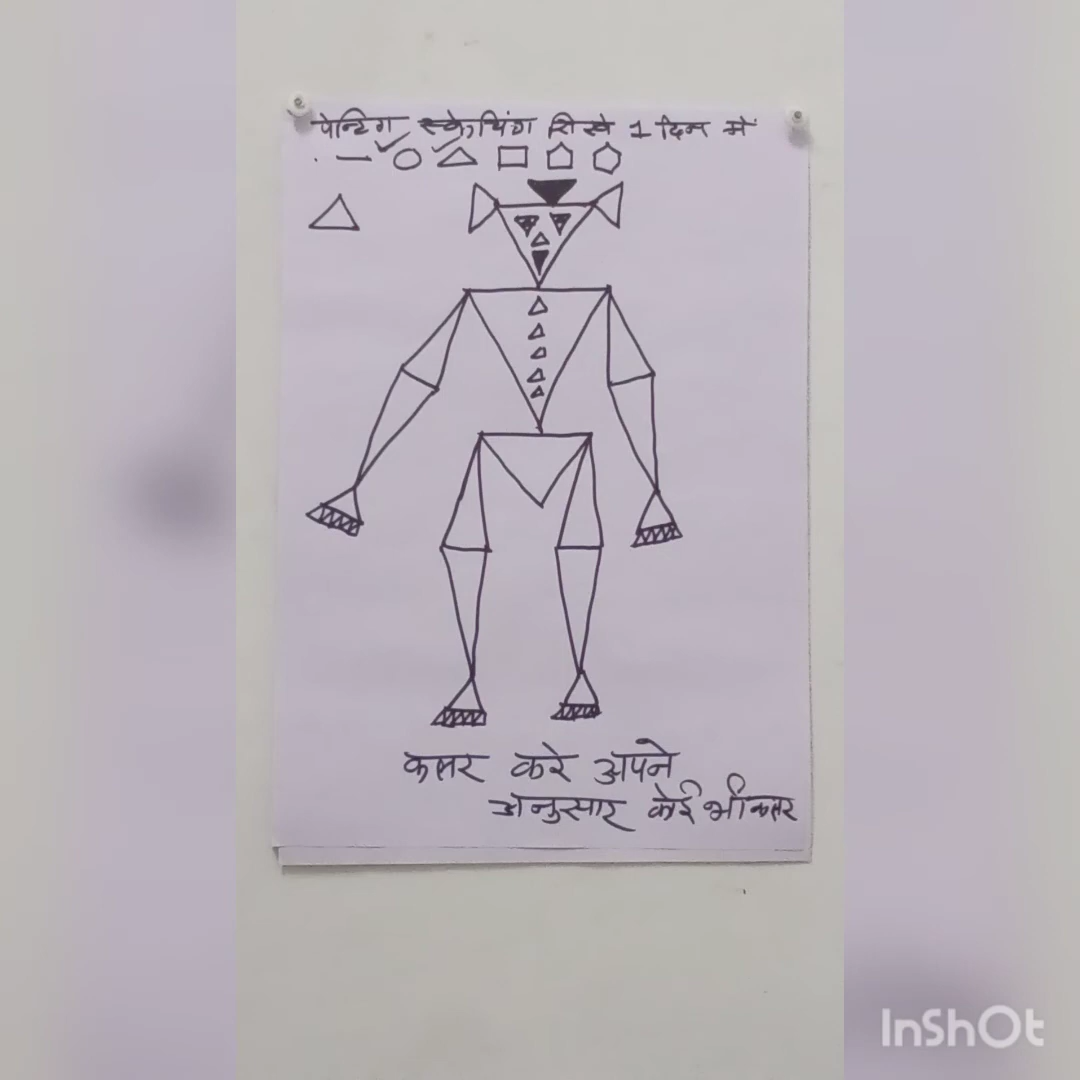 पेन्टिग स्केचिंग शिखे 1 दिन में
कलर करे अपने
अनुसार कोई भी कलर
InShOt